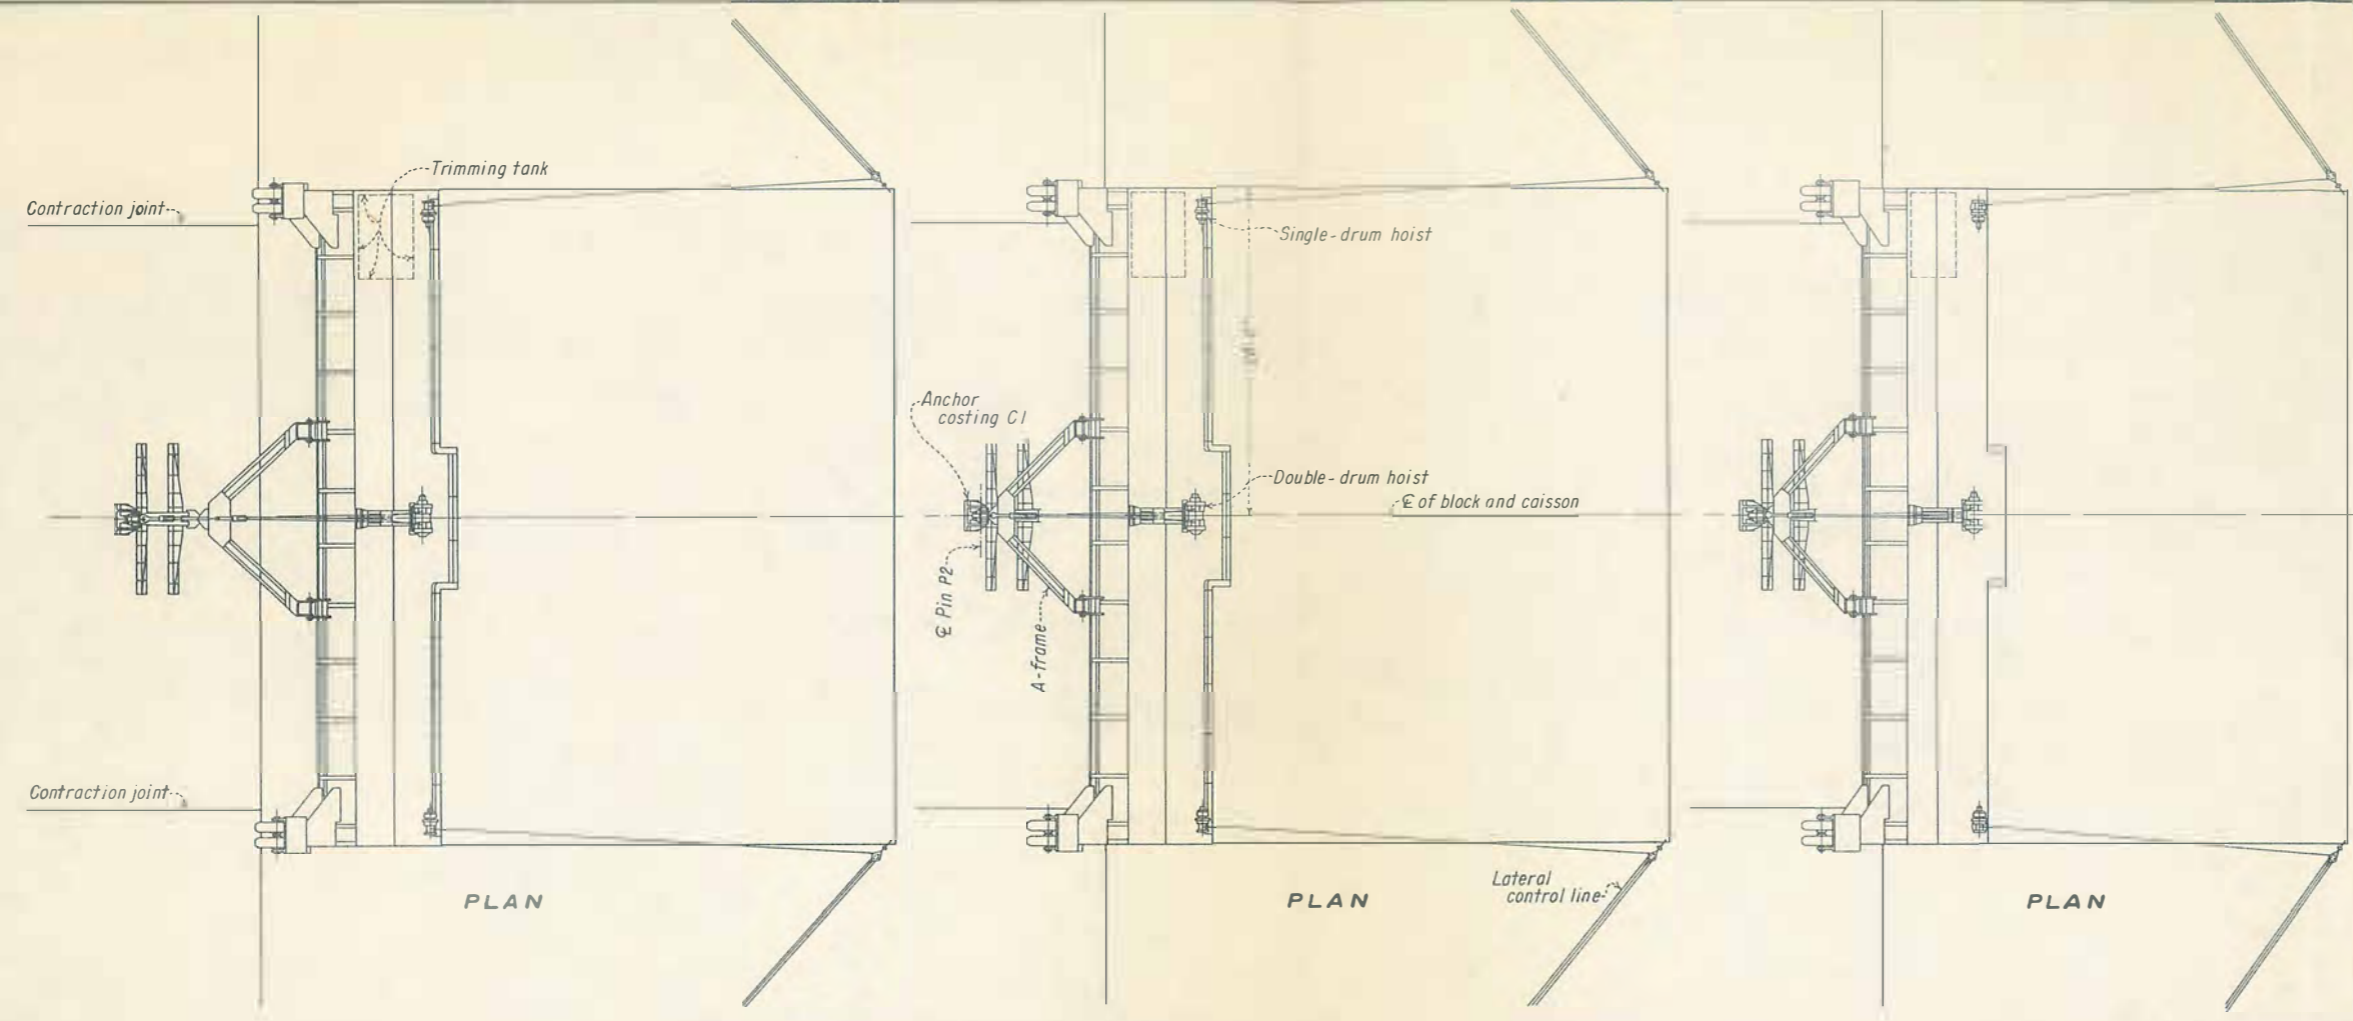 Trimming tank
Contraction joint
Contraction joint
PLAN
Single-drum hoist
Anchor
costing C1
Double-drum hoist
℄ of block and caisson
℄ Pin P2
A-frame
Lateral
control line
PLAN
PLAN